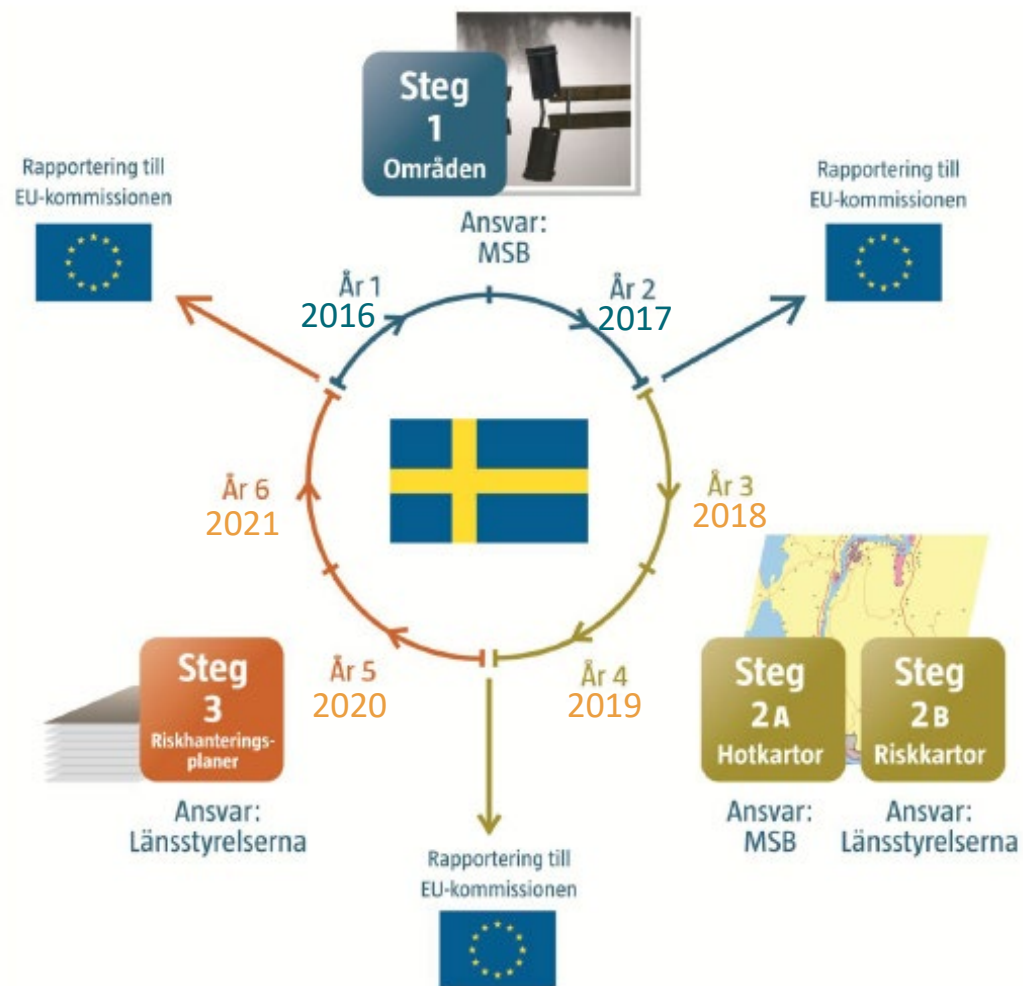 Steg
1
Områden
Ansvar:
MSB
Rapportering till
EU-kommissionen
Rapportering till
EU-kommissionen
År 1
2016
År 2
2017
År 3
2018
År 6
2021
År 4
2019
År 5
2020
Steg
2A
Hotkartor
Ansvar:
MSB
Steg
2B
Riskkartor
Ansvar:
Länsstyrelserna
Steg
3
Riskhanterings-
planer
Ansvar:
Länsstyrelserna
Rapportering till
EU-kommissionen